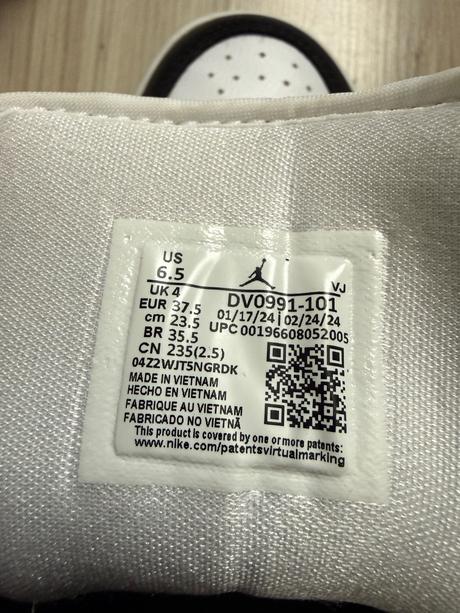 US
6.5
VJ
UK 4
DV0991-101
EUR 37.5
01/17/24 | 02/24/24
cm 23.5
UPC 00196608052005
BR 35.5
CN 235(2.5)
04Z2WJT5NGRDK
MADE IN VIETNAM
HECHO EN VIETNAM
FABRIQUE AU VIETNAM
FABRICADO NO VIETNÃ
This product is covered by one or more patents:
www.nike.com/patentsvirtualmarking